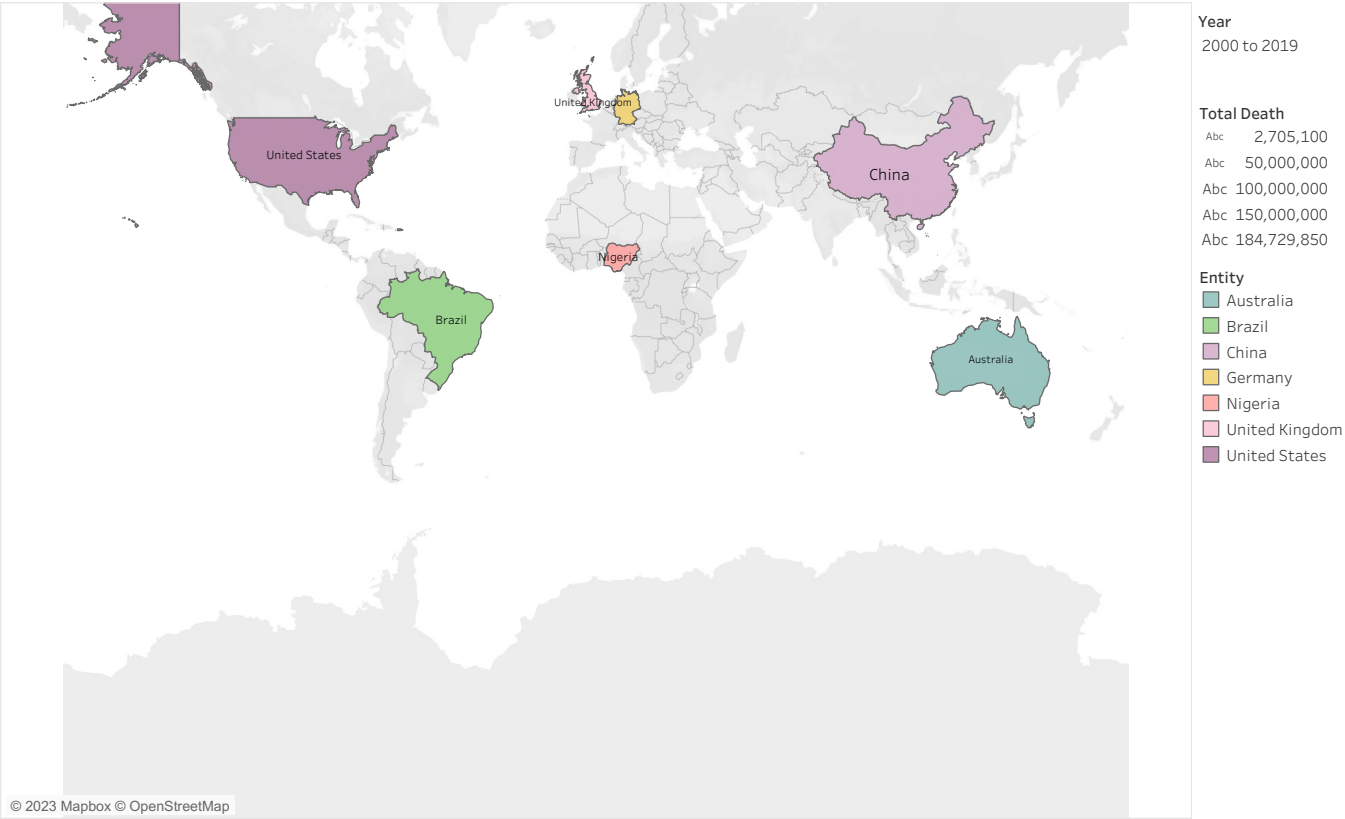 United Kingdom
United States
China
Nigeria
Brazil
Australia
© 2023 Mapbox © OpenStreetMap
Year
2000 to 2019
Total Death
Abc 2,705,100
Abc 50,000,000
Abc 100,000,000
Abc 150,000,000
Abc 184,729,850
Entity
Australia
Brazil
China
Germany
Nigeria
United Kingdom
United States